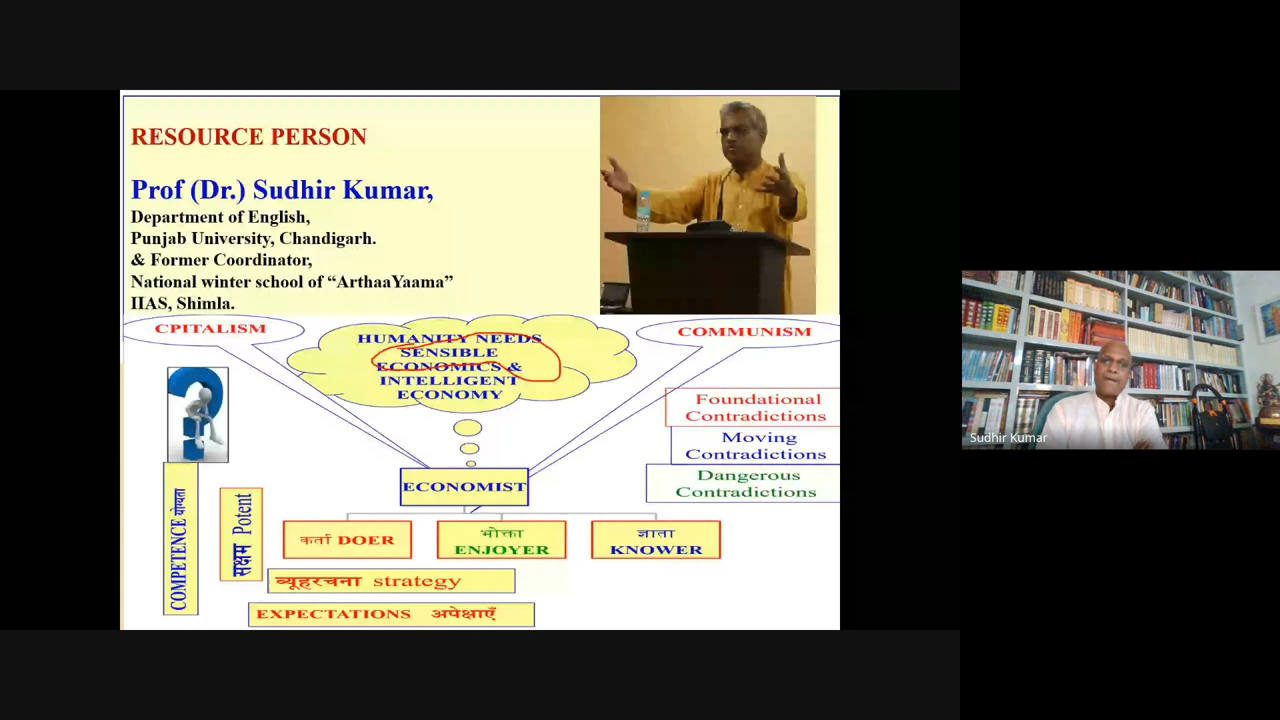 RESOURCE PERSON
Prof (Dr.) Sudhir Kumar,
Department of English,
Punjab University, Chandigarh.
& Former Coordinator,
National winter school of “ArthaaYaama”
IIAS, Shimla.
CPITALISM
HUMANITY NEEDS
SENSIBLE
ECONOMICS &
INTELLIGENT
ECONOMY
COMMUNISM
Foundational
Contradictions
Moving
Contradictions
Dangerous
Contradictions
ECONOMIST
COMPETENCE योग्यता
सक्षम Potent
कर्ता DOER
भोक्ता
ENJOYER
ज्ञाता
KNOWER
व्यूहरचना strategy
EXPECTATIONS अपेक्षाएँ
Sudhir Kumar